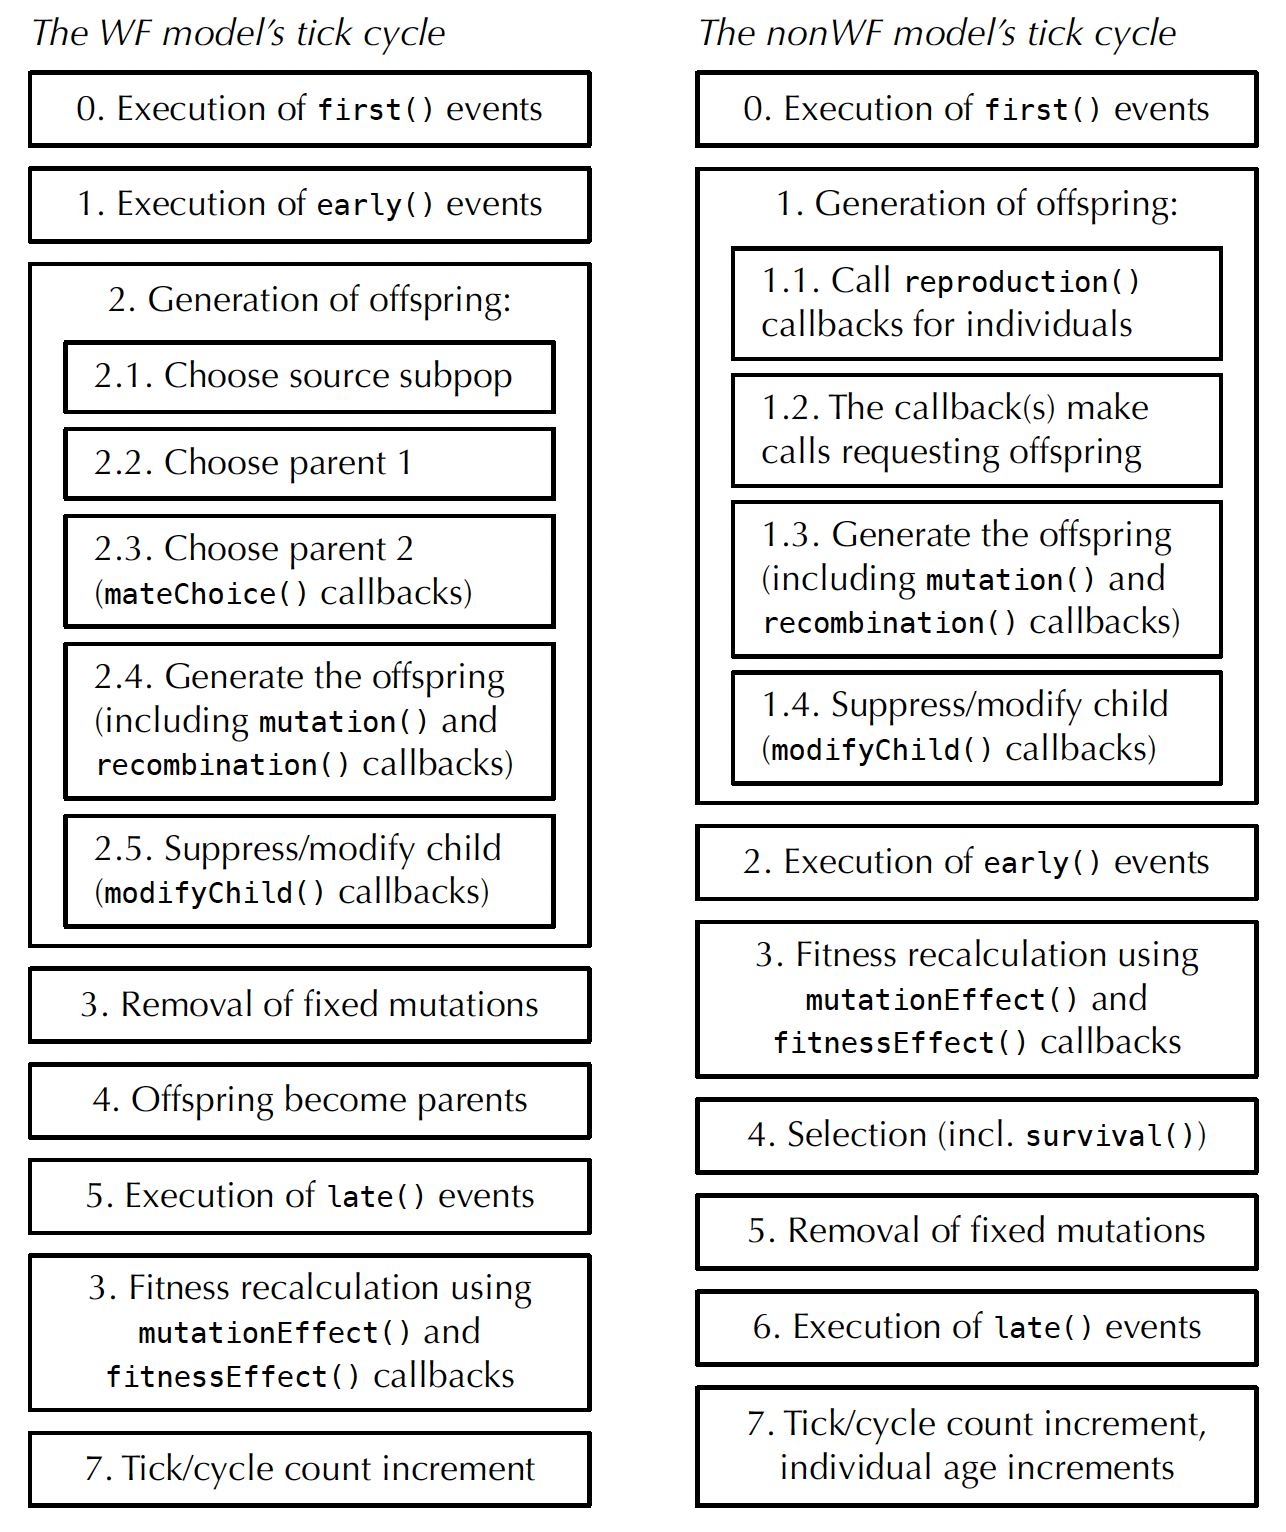 The WF model’s tick cycle
0. Execution of first() events
1. Execution of early() events
2. Generation of offspring:
2.1. Choose source subpop
2.2. Choose parent 1
2.3. Choose parent 2
(mateChoice() callbacks)
2.4. Generate the offspring
(including mutation() and
recombination() callbacks)
2.5. Suppress/modify child
(modifyChild() callbacks)
3. Removal of fixed mutations
4. Offspring become parents
5. Execution of late() events
3. Fitness recalculation using
mutationEffect() and
fitnessEffect() callbacks
7. Tick/cycle count increment
The nonWF model’s tick cycle
0. Execution of first() events
1. Generation of offspring:
1.1. Call reproduction()
callbacks for individuals
1.2. The callback(s) make
calls requesting offspring
1.3. Generate the offspring
(including mutation() and
recombination() callbacks)
1.4. Suppress/modify child
(modifyChild() callbacks)
2. Execution of early() events
3. Fitness recalculation using
mutationEffect() and
fitnessEffect() callbacks
4. Selection (incl. survival())
5. Removal of fixed mutations
6. Execution of late() events
7. Tick/cycle count increment,
individual age increments